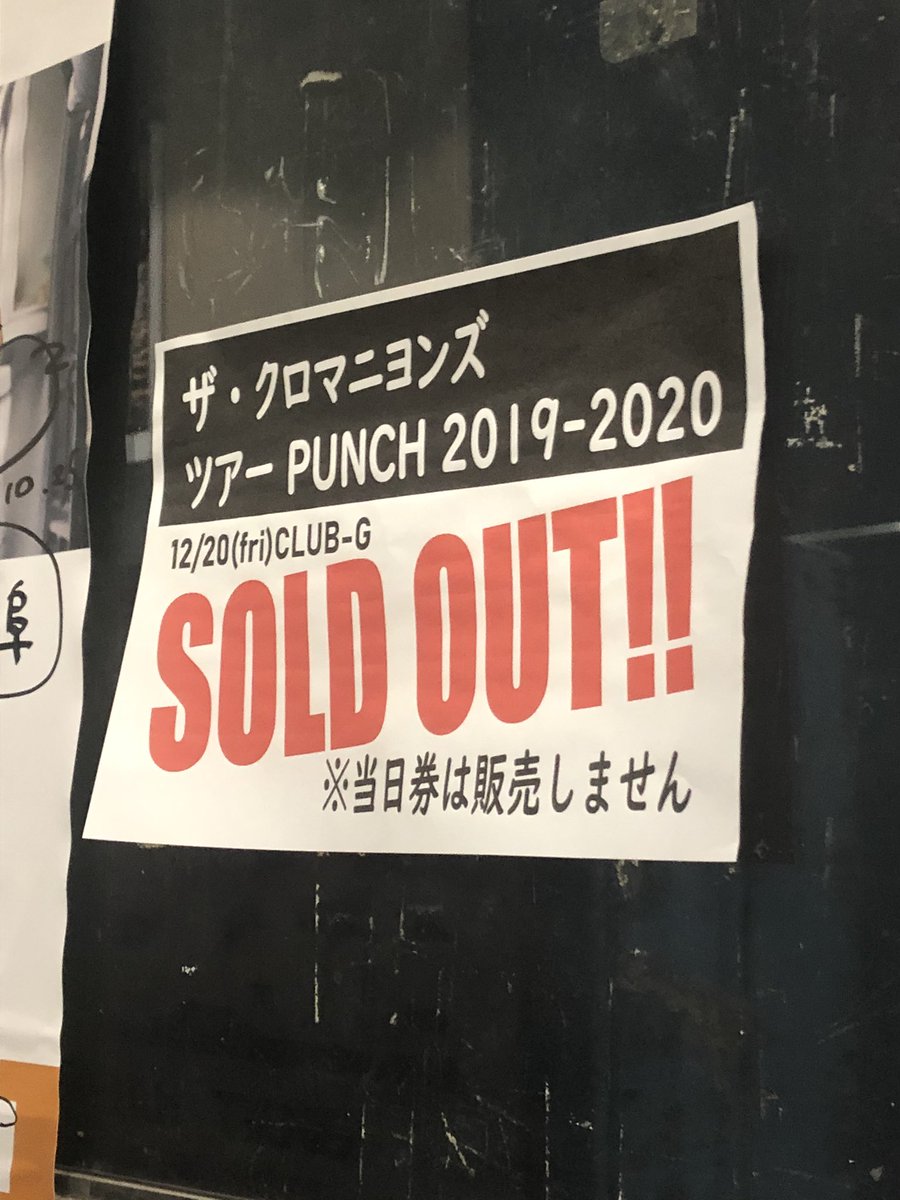 ザ・クロマニヨンズ
ツアー PUNCH 2019-2020
12/20(fri)CLUB-G
SOLD OUT!!
※当日券は販売しません
阜